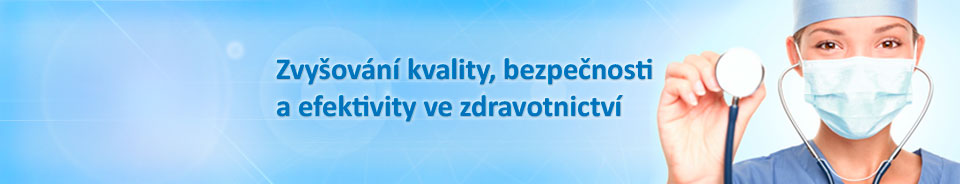 Zvyšování kvality, bezpečnosti
a efektivity ve zdravotnictví